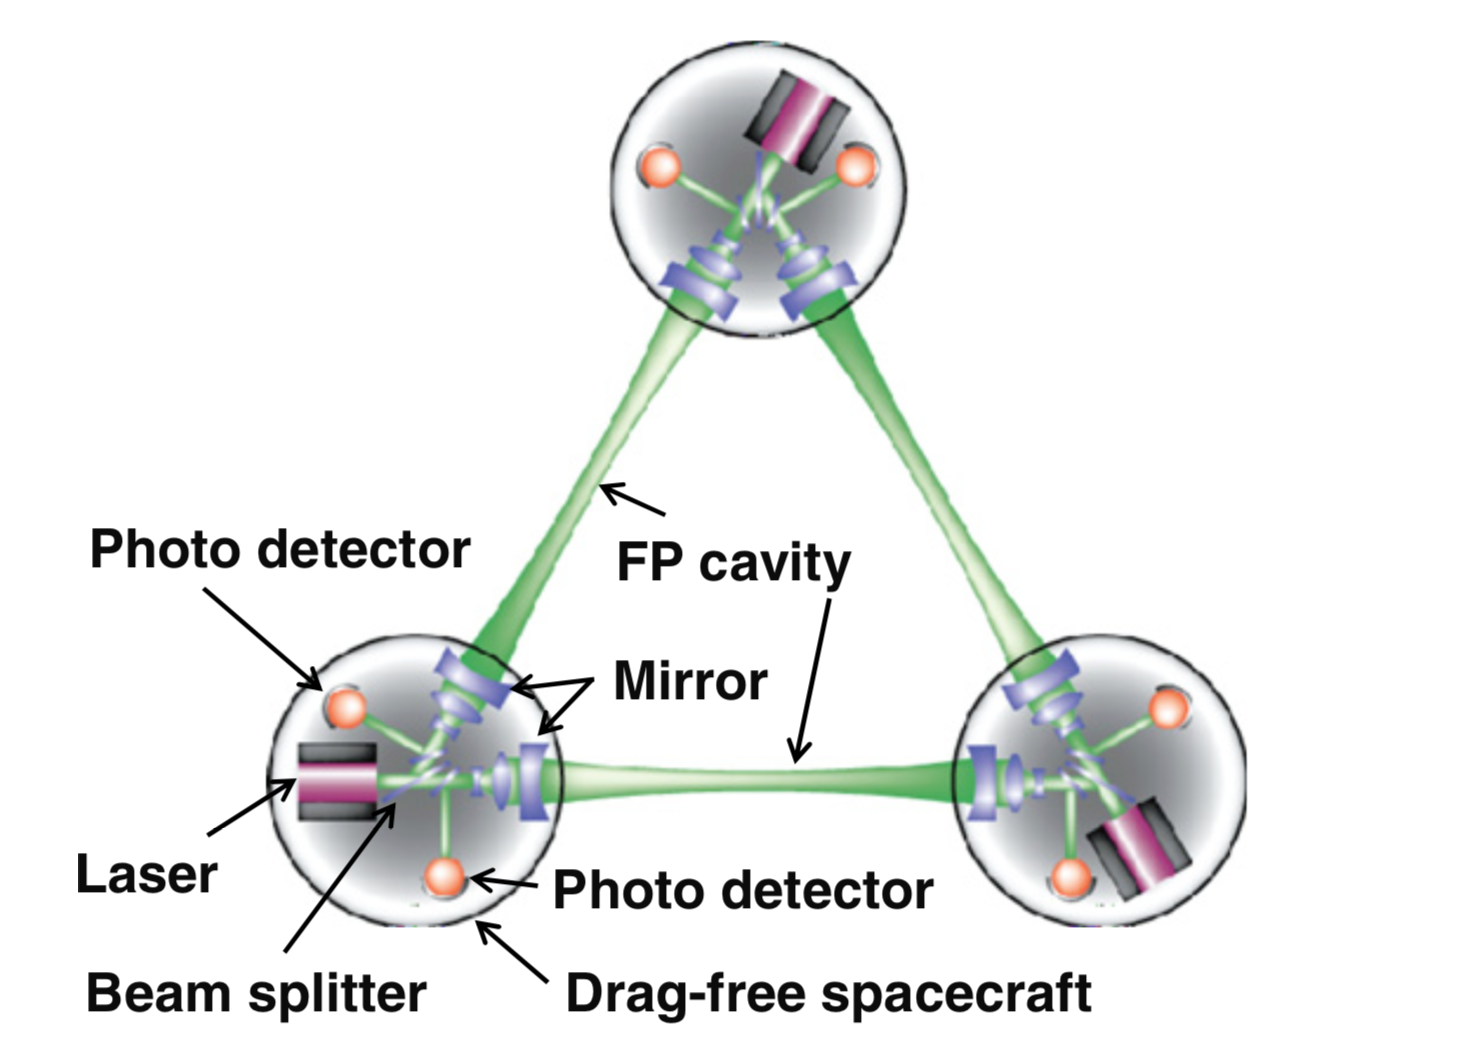 Photo detector
FP cavity
Mirror
Laser
Photo detector
Beam splitter
Drag-free spacecraft